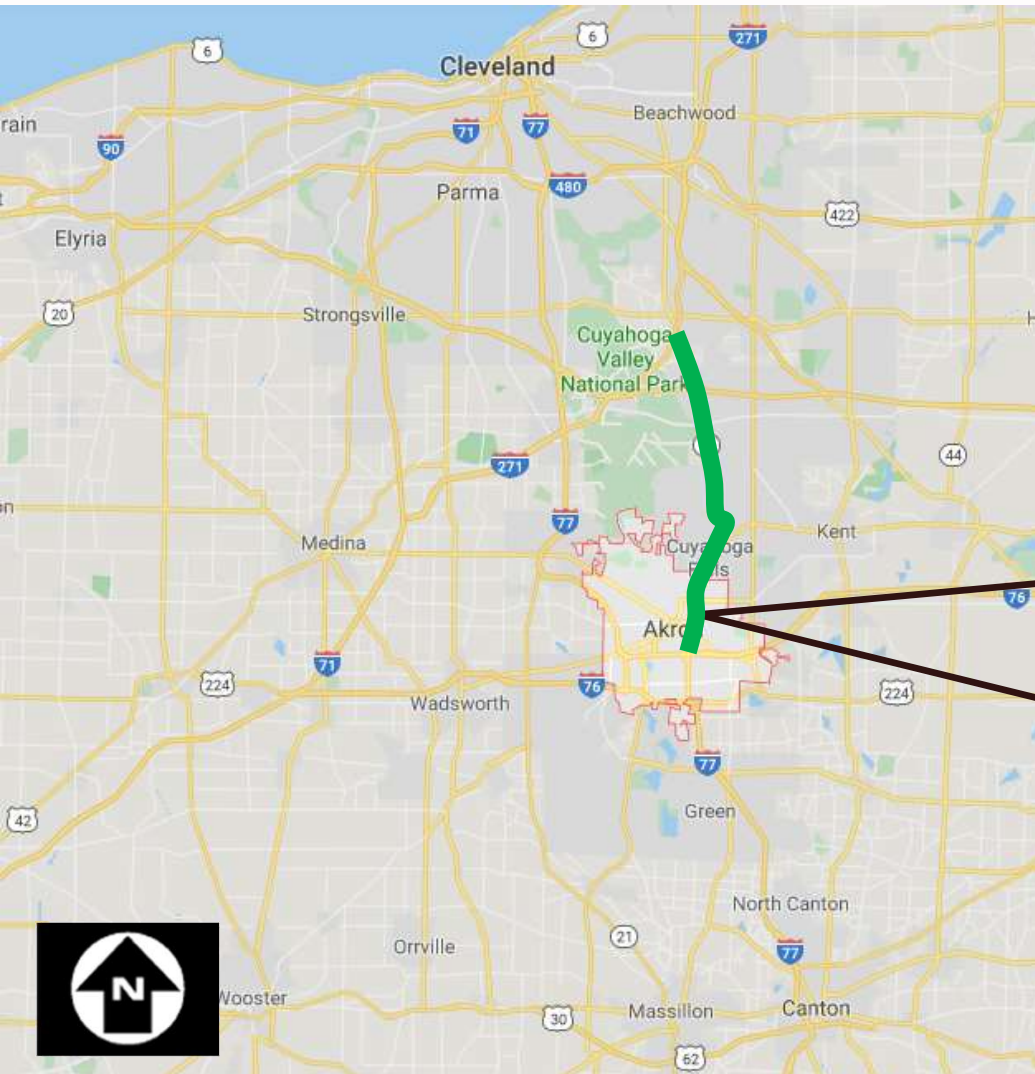 6
6
271
Cleveland
rain
Beachwood
90
71
77
Parma
480
422
Elyria
20
Strongsville
H
Cuyahoga
Valley
National Park
44
271
77
Kent
Medina
Cuyahoga
Falls
76
Akron
71
224
76
224
Wadsworth
77
Green
42
North Canton
21
Orrville
77
N
Wooster
30
Massillon
Canton
62